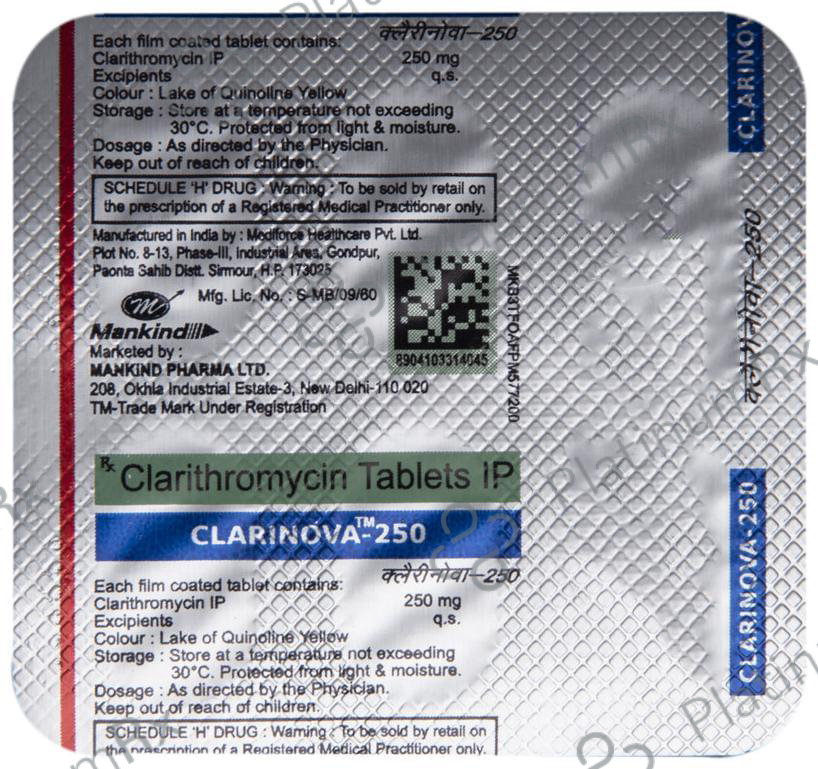 Each film coated tablet contains: क्लैरीनोवा–250
Clarithromycin IP 250 mg
Excipients q.s.
Colour : Lake of Quinoline Yellow
Storage : Store at a temperature not exceeding
30°C. Protected from light & moisture.
Dosage : As directed by the Physician.
Keep out of reach of children.
SCHEDULE 'H' DRUG : Warning : To be sold by retail on
the prescription of a Registered Medical Practitioner only.
Manufactured in India by : Mediforce Healthcare Pvt. Ltd.
Plot No. 8-13, Phase-III, Industrial Area, Gondpur,
Paonta Sahib Distt. Sirmour, H.P. 173025
Mfg. Lic. No. : S-MB/09/60
m
Mankind
8904103314045
Marketed by :
MANKIND PHARMA LTD.
208, Okhla Industrial Estate-3, New Delhi-110 020
TM-Trade Mark Under Registration
Rx Clarithromycin Tablets IP
CLARINOVA™-250
Each film coated tablet contains: क्लैरीनोवा–250
Clarithromycin IP 250 mg
Excipients q.s.
Colour : Lake of Quinoline Yellow
Storage : Store at a temperature not exceeding
30°C. Protected from light & moisture.
Dosage : As directed by the Physician.
Keep out of reach of children.
SCHEDULE 'H' DRUG : Warning : To be sold by retail on
the prescription of a Registered Medical Practitioner only.
CLARINOV
क्लैरीनोवा–250
CLARINOVA-250
PlatinumRx